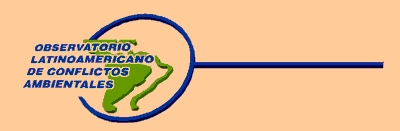 OBSERVATORIO
LATINOAMERICANO
DE CONFLICTOS
AMBIENTALES